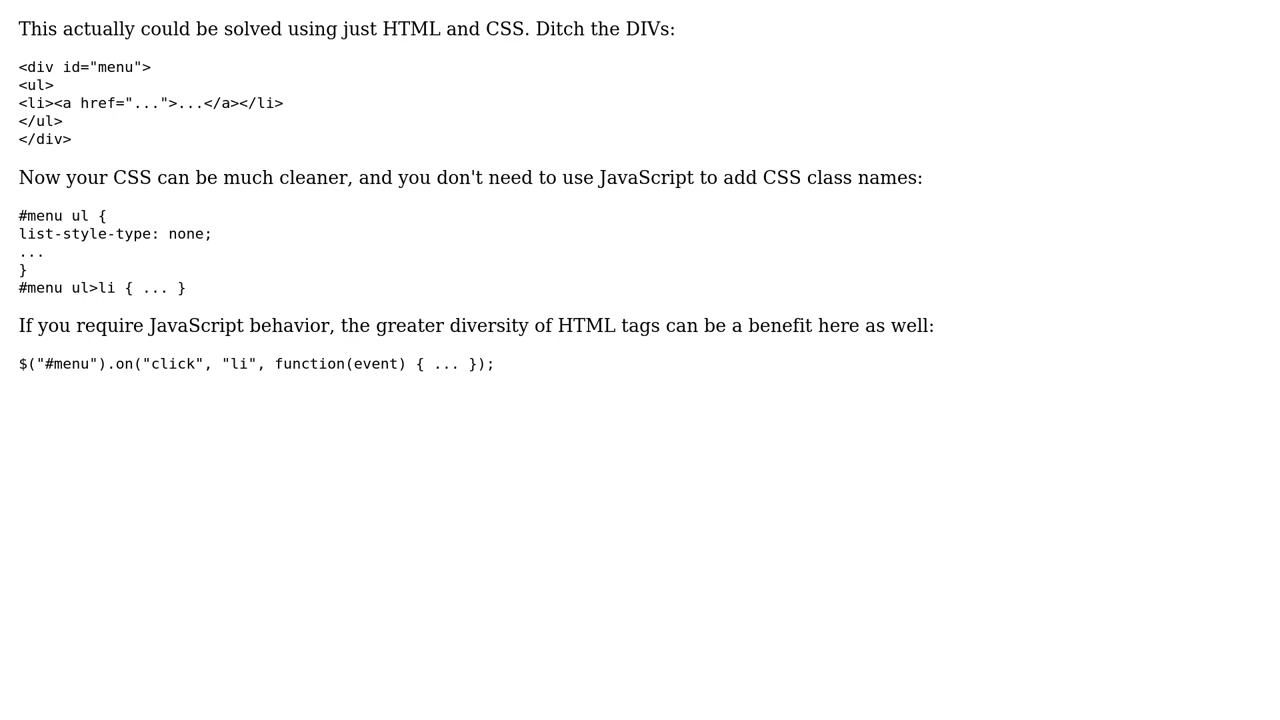 This actually could be solved using just HTML and CSS. Ditch the DIVs:
<div id="menu">
<ul>
<li><a href="...">...</a></li>
</ul>
</div>
Now your CSS can be much cleaner, and you don't need to use JavaScript to add CSS class names:
#menu ul {
list-style-type: none;
...
}
#menu ul>li { ... }
If you require JavaScript behavior, the greater diversity of HTML tags can be a benefit here as well:
$("#menu").on("click", "li", function(event) { ... });